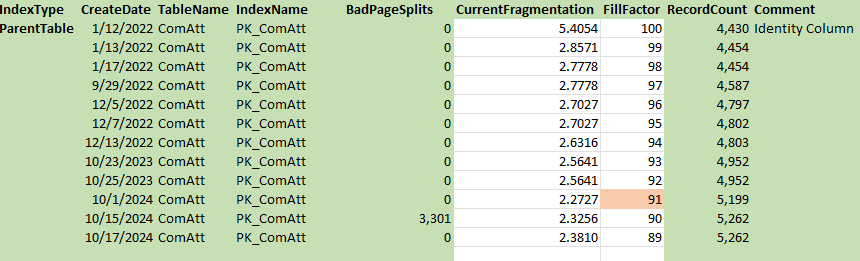 IndexType CreateDate TableName IndexName BadPageSplits CurrentFragmentation FillFactor RecordCount Comment
ParentTable 1/12/2022 ComAtt PK_ComAtt 0 5.4054 100 4,430 Identity Column
1/13/2022 ComAtt PK_ComAtt 0 2.8571 99 4,454
1/17/2022 ComAtt PK_ComAtt 0 2.7778 98 4,454
9/29/2022 ComAtt PK_ComAtt 0 2.7778 97 4,587
12/5/2022 ComAtt PK_ComAtt 0 2.7027 96 4,797
12/7/2022 ComAtt PK_ComAtt 0 2.7027 95 4,802
12/13/2022 ComAtt PK_ComAtt 0 2.6316 94 4,803
10/23/2023 ComAtt PK_ComAtt 0 2.5641 93 4,952
10/25/2023 ComAtt PK_ComAtt 0 2.5641 92 4,952
10/1/2024 ComAtt PK_ComAtt 0 2.2727 91 5,199
10/15/2024 ComAtt PK_ComAtt 3,301 2.3256 90 5,262
10/17/2024 ComAtt PK_ComAtt 0 2.3810 89 5,262